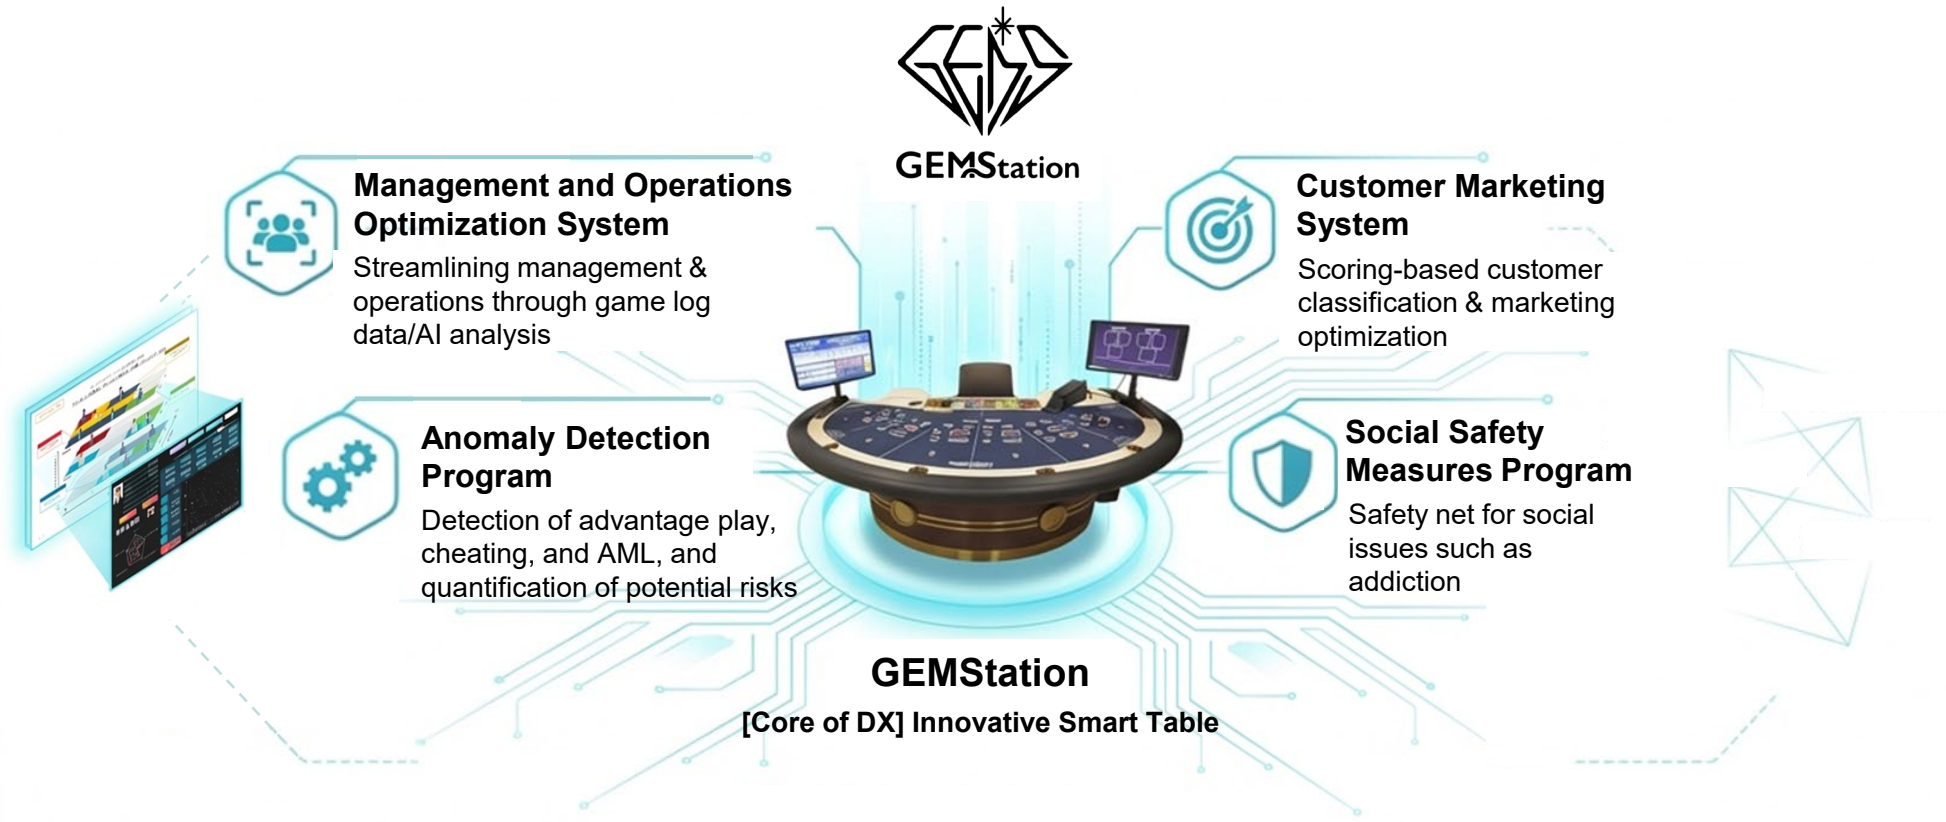 GEMS
GEMStation
Management and Operations
Optimization System
Streamlining management &
operations through game log
data/AI analysis
Customer Marketing
System
Scoring-based customer
classification & marketing
optimization
Anomaly Detection
Program
Detection of advantage play,
cheating, and AML, and
quantification of potential risks
Social Safety
Measures Program
Safety net for social
issues such as
addiction
GEMStation
[Core of DX] Innovative Smart Table